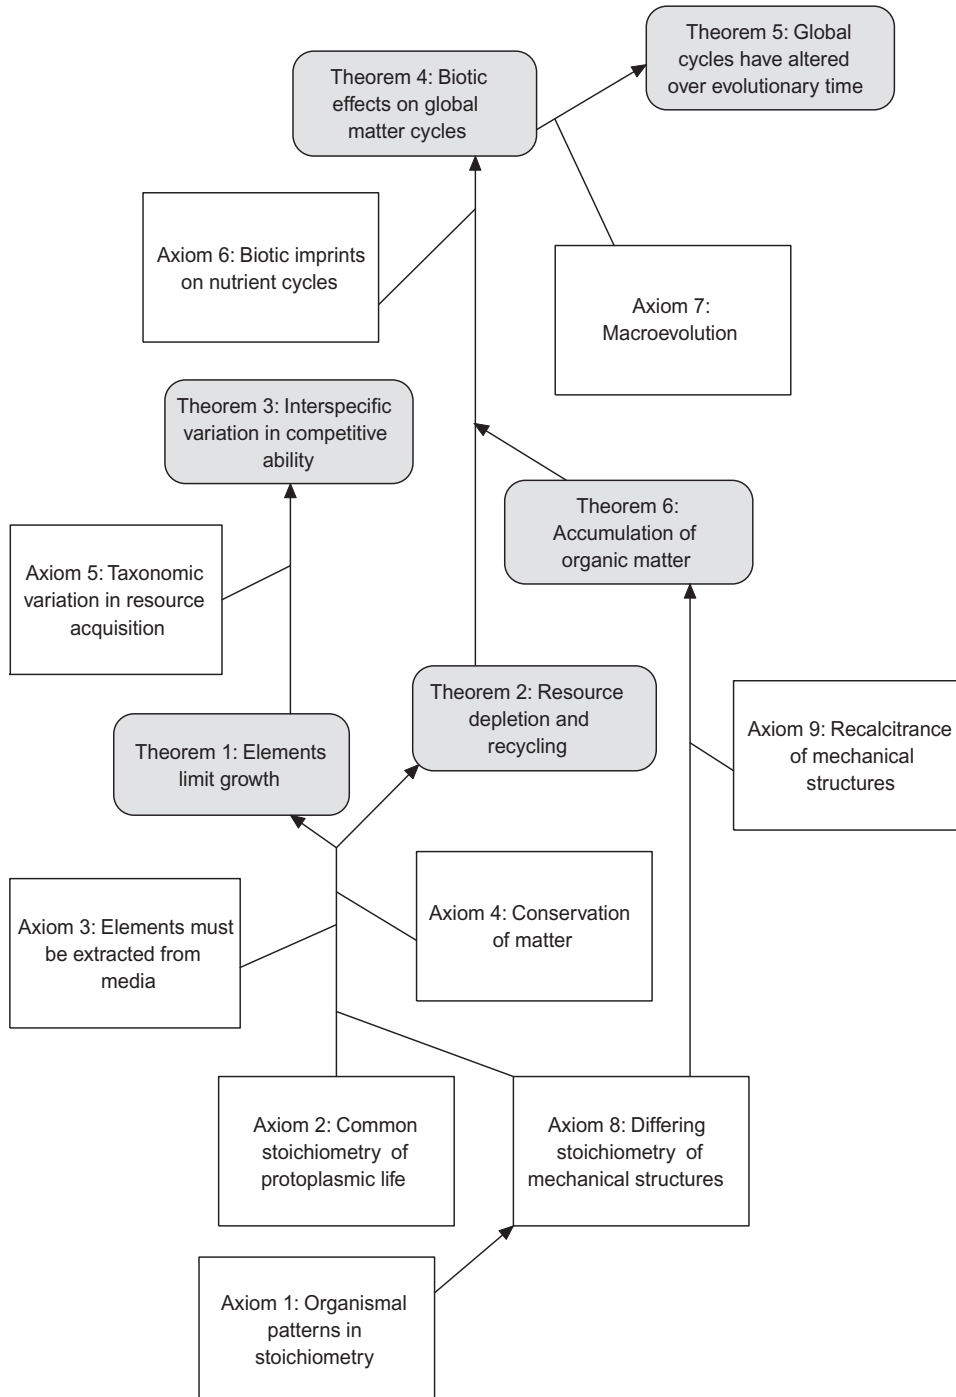 Theorem 5: Global
cycles have altered
over evolutionary time
Theorem 4: Biotic
effects on global
matter cycles
Axiom 6: Biotic imprints
on nutrient cycles
Axiom 7:
Macroevolution
Theorem 3: Interspecific
variation in competitive
ability
Theorem 6:
Accumulation of
organic matter
Axiom 5: Taxonomic
variation in resource
acquisition
Theorem 2: Resource
depletion and
recycling
Axiom 9: Recalcitrance
of mechanical
structures
Theorem 1: Elements
limit growth
Axiom 3: Elements must
be extracted from
media
Axiom 4: Conservation
of matter
Axiom 2: Common
stoichiometry of
protoplasmic life
Axiom 8: Differing
stoichiometry of
mechanical structures
Axiom 1: Organismal
patterns in
stoichiometry